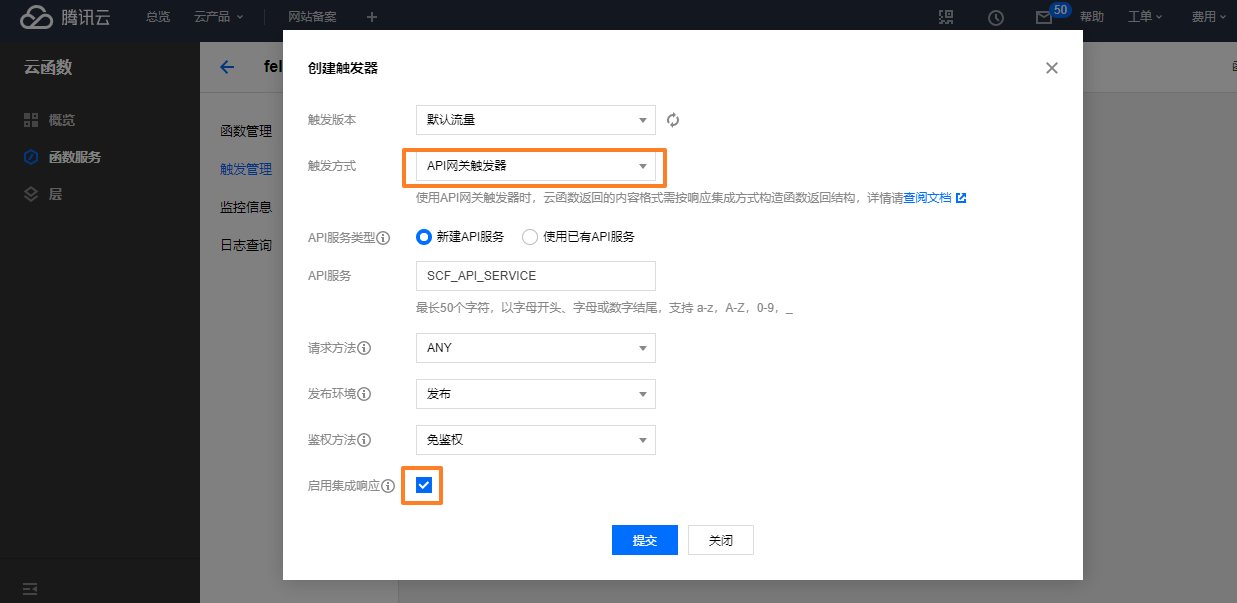 腾讯云 总览 云产品 网站备案 50 帮助 工单 费用
云函数
概览
函数服务
层
fel
函数管理
触发管理
监控信息
日志查询
创建触发器
触发版本 默认流量
触发方式 API网关触发器
使用API网关触发器时，云函数返回的内容格式需按响应集成方式构造函数返回结构，详情请查阅文档
API服务类型 新建API服务 使用已有API服务
API服务 SCF_API_SERVICE
最长50个字符，以字母开头、字母或数字结尾，支持 a-z，A-Z，0-9，_
请求方法 ANY
发布环境 发布
鉴权方法 免鉴权
启用集成响应
提交 关闭